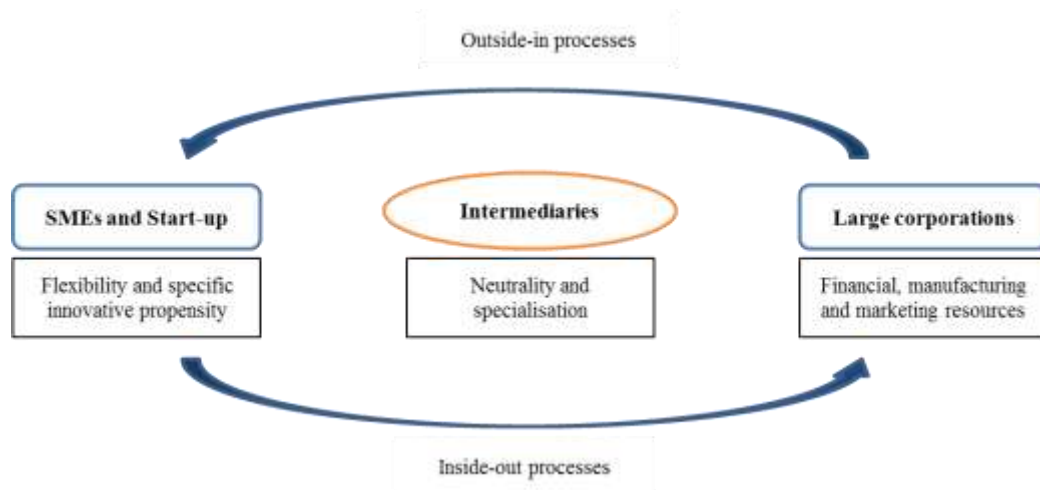 Outside-in processes
SMEs and Start-up
Intermediaries
Large corporations
Flexibility and specific
innovative propensity
Neutrality and
specialisation
Financial, manufacturing
and marketing resources
Inside-out processes